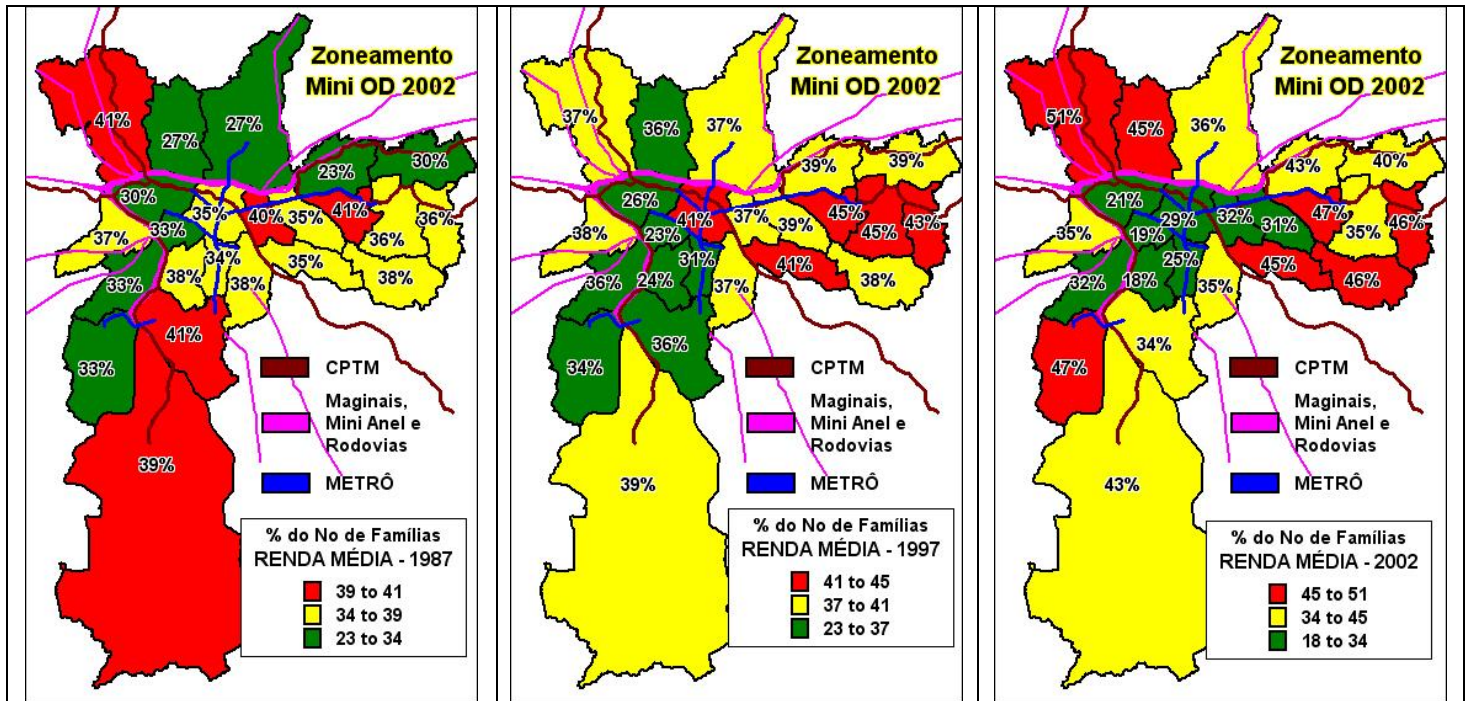 Zoneamento
Mini OD 2002
41%
27%
27%
30%
23%
30%
35%
40%
35%
41%
36%
37%
33%
36%
34%
38%
35%
38%
33%
38%
41%
33%
CPTM
Maginais,
Mini Anel e
Rodovias
39%
METRÔ
% do No de Famílias
RENDA MÉDIA - 1987
39 to 41
34 to 39
23 to 34
Zoneamento
Mini OD 2002
37%
36%
37%
39%
39%
26%
41%
37%
39%
45%
43%
38%
23%
45%
31%
41%
36%
24%
37%
38%
36%
34%
CPTM
Maginais,
Mini Anel e
Rodovias
39%
METRÔ
% do No de Famílias
RENDA MÉDIA - 1997
41 to 45
37 to 41
23 to 37
Zoneamento
Mini OD 2002
51%
45%
36%
43%
40%
21%
29%
32%
31%
47%
46%
35%
19%
35%
25%
45%
46%
32%
18%
35%
34%
47%
CPTM
Maginais,
Mini Anel e
Rodovias
43%
METRÔ
% do No de Famílias
RENDA MÉDIA - 2002
45 to 51
34 to 45
18 to 34